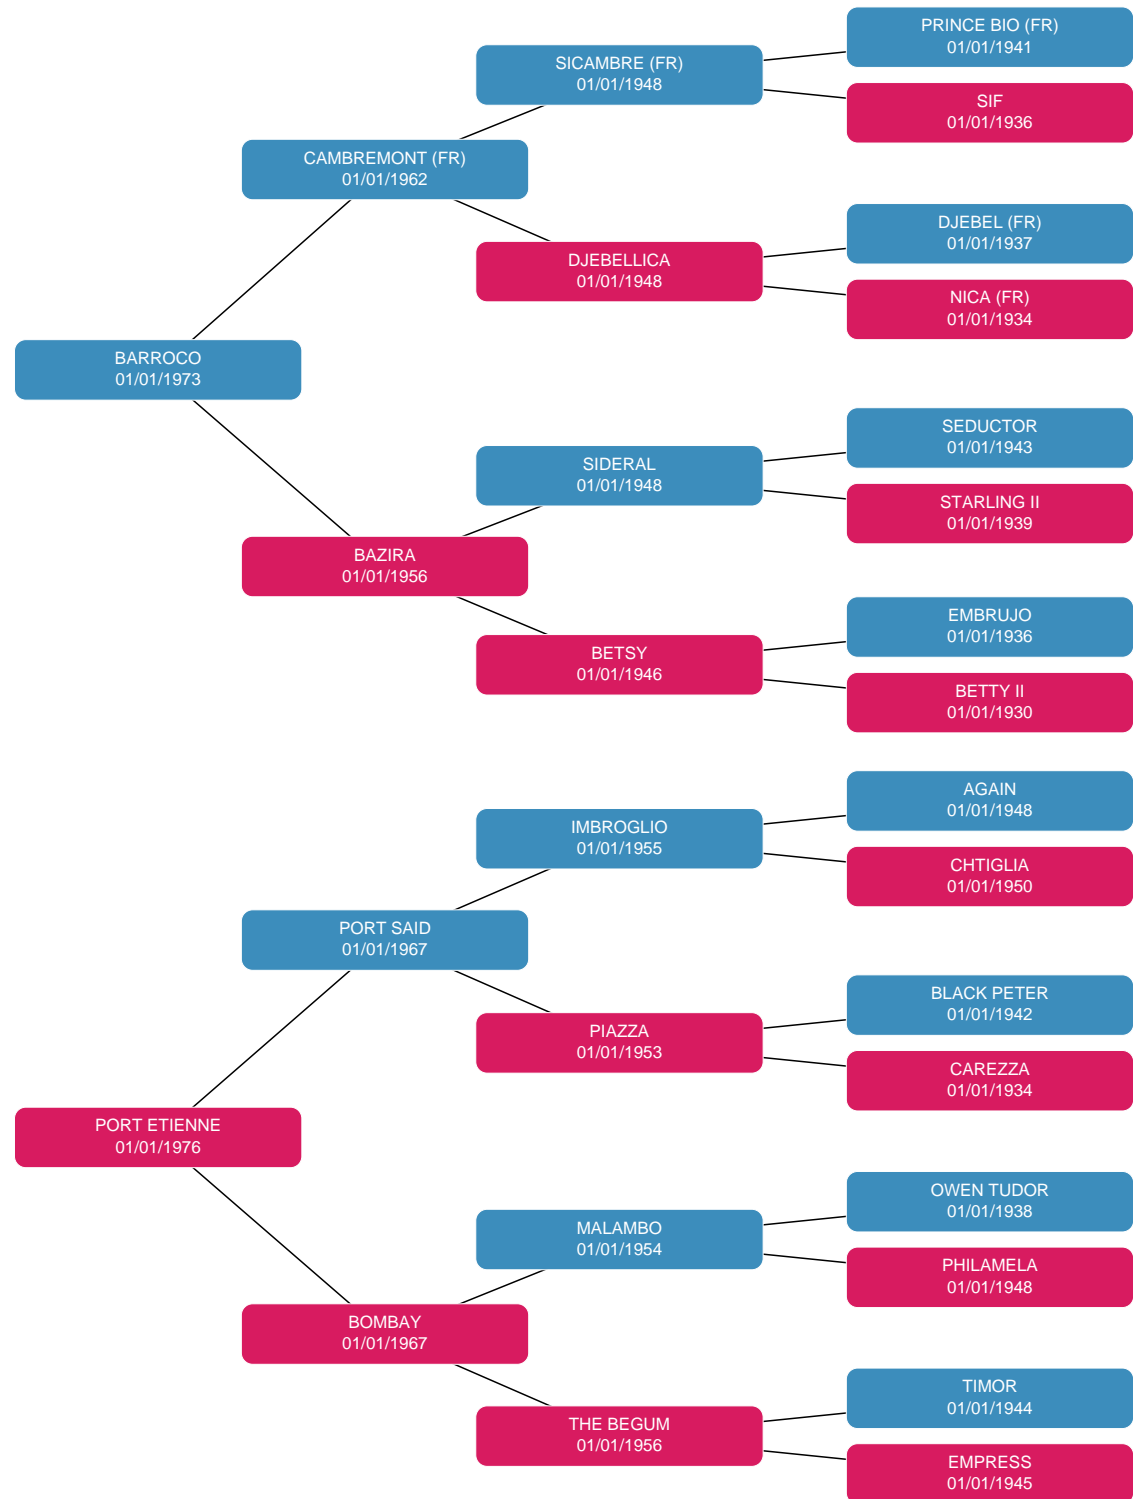 PRINCE BIO (FR)
01/01/1941
SICAMBRE (FR)
01/01/1948
SIF
01/01/1936
CAMBREMONT (FR)
01/01/1962
DJEBEL (FR)
01/01/1937
DJEBELLICA
01/01/1948
NICA (FR)
01/01/1934
BARROCO
01/01/1973
SEDUCTOR
01/01/1943
SIDERAL
01/01/1948
STARLING II
01/01/1939
BAZIRA
01/01/1956
EMBRUJO
01/01/1936
BETSY
01/01/1946
BETTY II
01/01/1930
AGAIN
01/01/1948
IMBROGLIO
01/01/1955
CHTIGLIA
01/01/1950
PORT SAID
01/01/1967
BLACK PETER
01/01/1942
PIAZZA
01/01/1953
CAREZZA
01/01/1934
PORT ETIENNE
01/01/1976
OWEN TUDOR
01/01/1938
MALAMBO
01/01/1954
PHILAMELA
01/01/1948
BOMBAY
01/01/1967
TIMOR
01/01/1944
THE BEGUM
01/01/1956
EMPRESS
01/01/1945